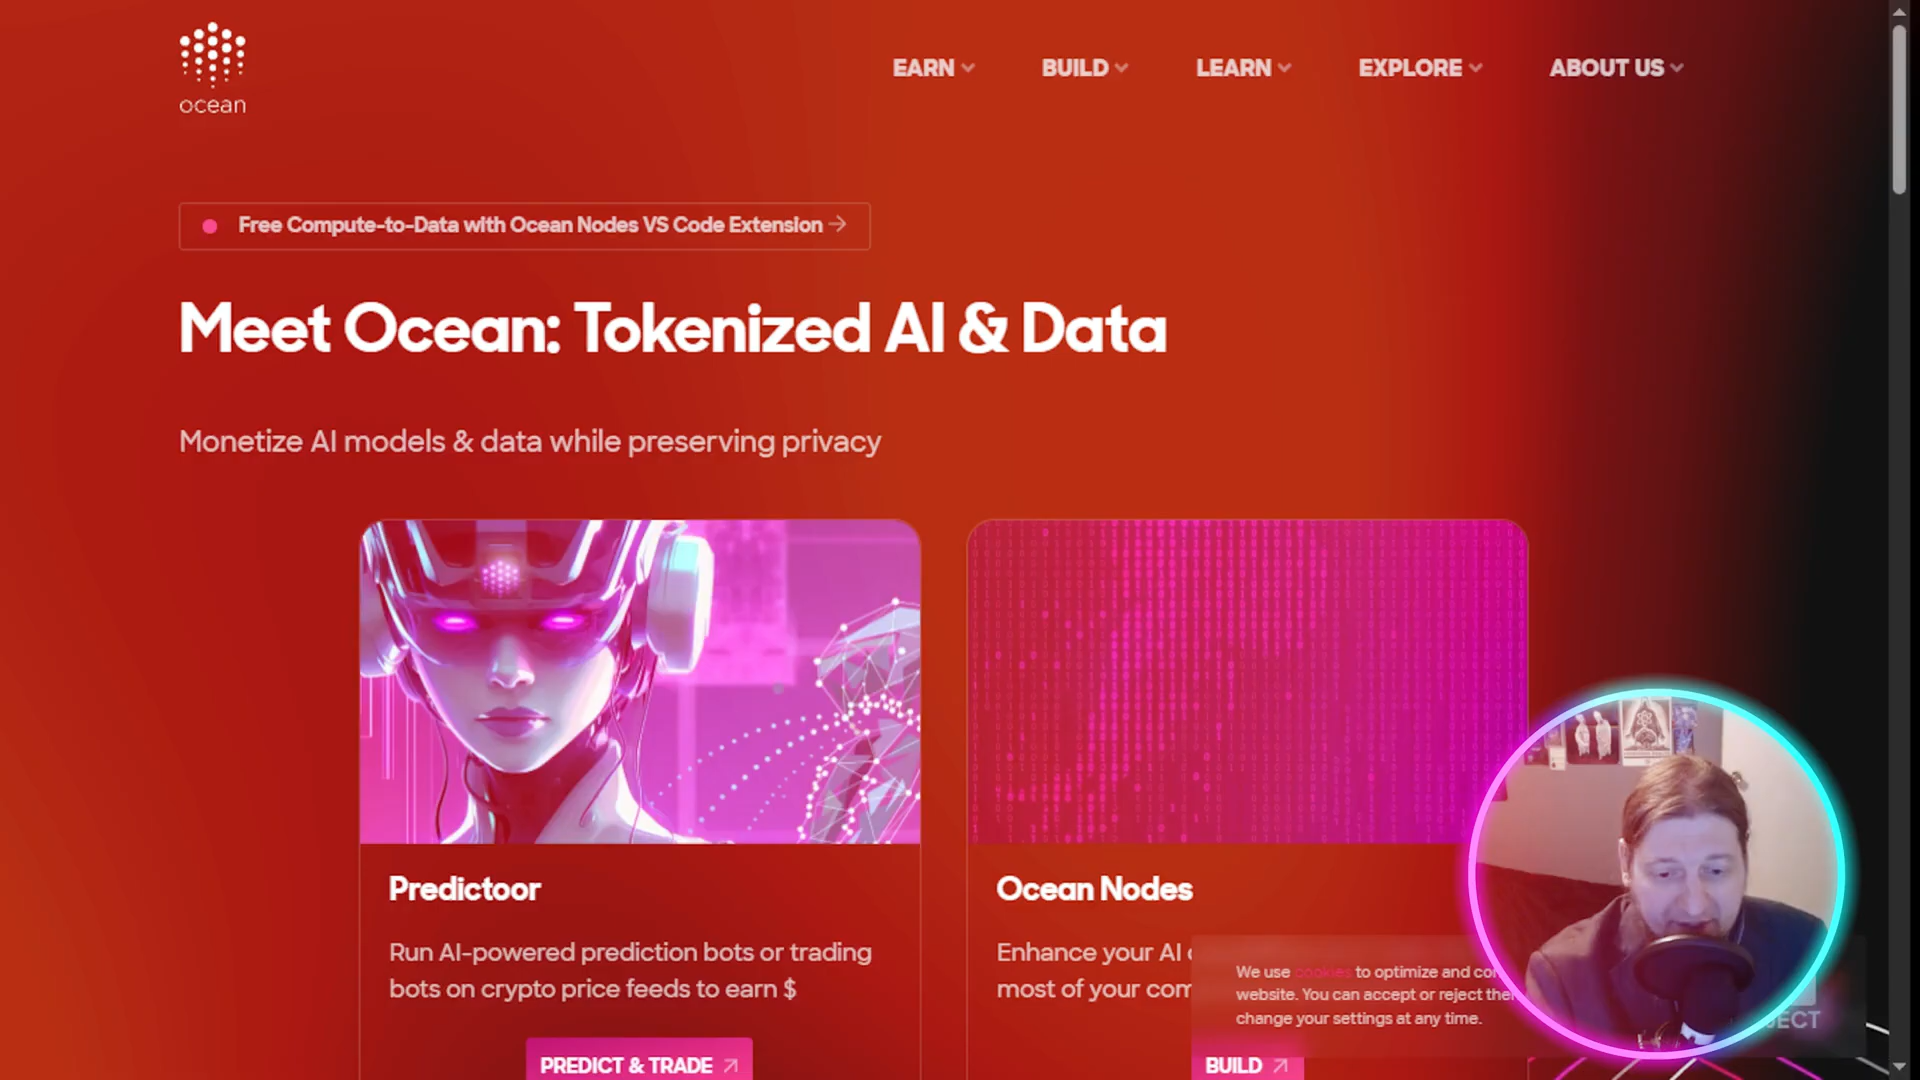 ocean
EARN
BUILD
LEARN
EXPLORE
ABOUT US
Free Compute-to-Data with Ocean Nodes VS Code Extension →
Meet Ocean: Tokenized AI & Data
Monetize AI models & data while preserving privacy
Predictoor
Run AI-powered prediction bots or trading
bots on crypto price feeds to earn $
PREDICT & TRADE
Ocean Nodes
Enhance your AI
most of your com
BUILD
We use cookies to optimize and
website. You can accept or reject
change your settings at any time.